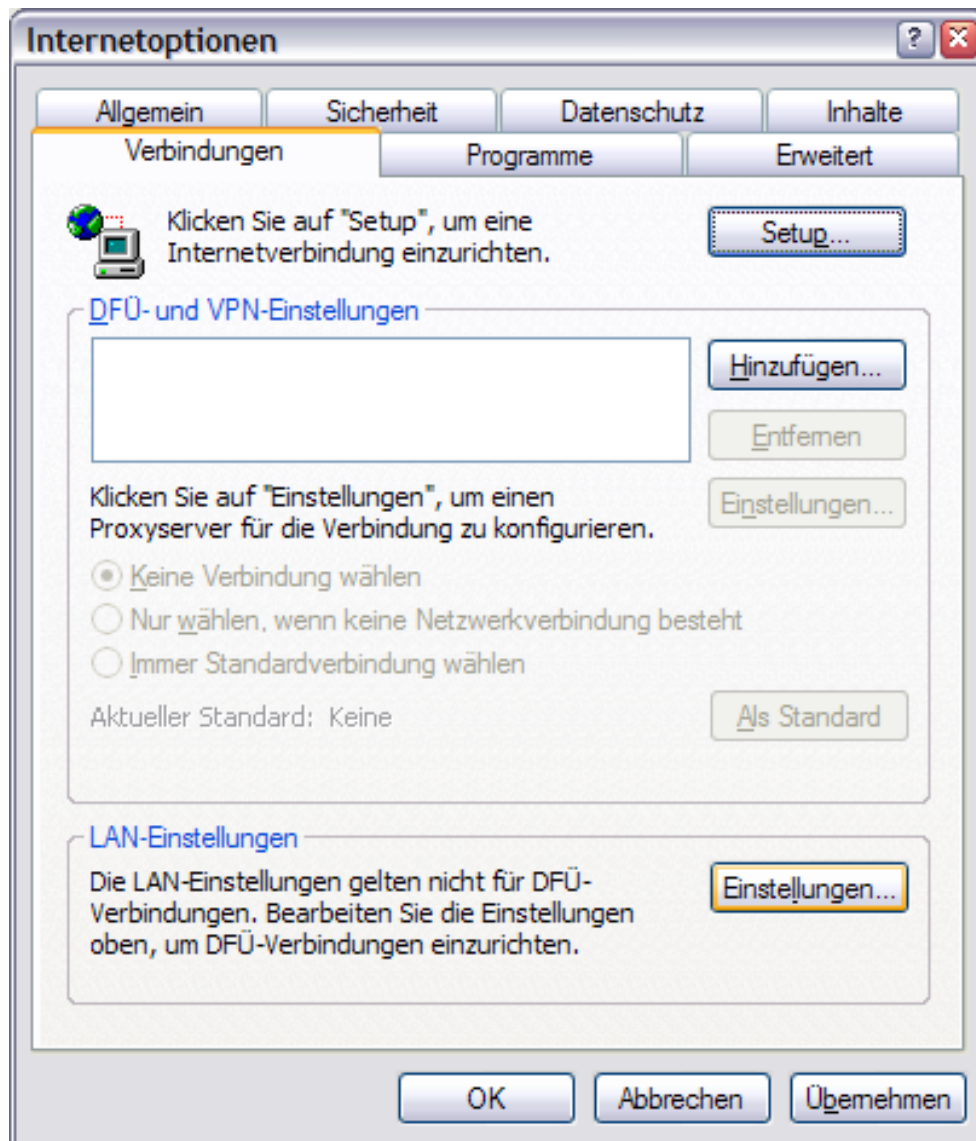 Internetoptionen
Allgemein Sicherheit Datenschutz Inhalte
Verbindungen Programme Erweitert
Klicken Sie auf "Setup", um eine
Internetverbindung einzurichten.
Setup...
DFÜ- und VPN-Einstellungen
Hinzufügen...
Entfernen
Klicken Sie auf "Einstellungen", um einen
Proxyserver für die Verbindung zu konfigurieren.
Einstellungen...
Keine Verbindung wählen
Nur wählen, wenn keine Netzwerkverbindung besteht
Immer Standardverbindung wählen
Aktueller Standard: Keine
Als Standard
LAN-Einstellungen
Die LAN-Einstellungen gelten nicht für DFÜ-
Verbindungen. Bearbeiten Sie die Einstellungen
oben, um DFÜ-Verbindungen einzurichten.
Einstellungen...
OK Abbrechen Übernehmen